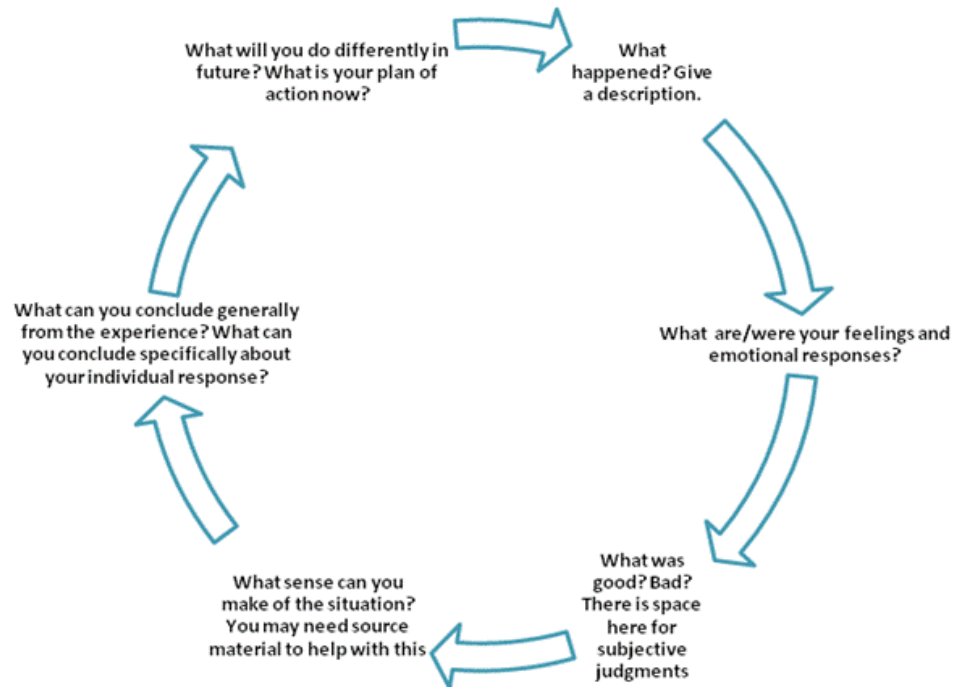 What will you do differently in
future? What is your plan of
action now?
What
happened? Give
a description.
What are/were your feelings and
emotional responses?
What was
good? Bad?
There is space
here for
subjective
judgments
What sense can you
make of the situation?
You may need source
material to help with this
What can you conclude generally
from the experience? What can
you conclude specifically about
your individual response?